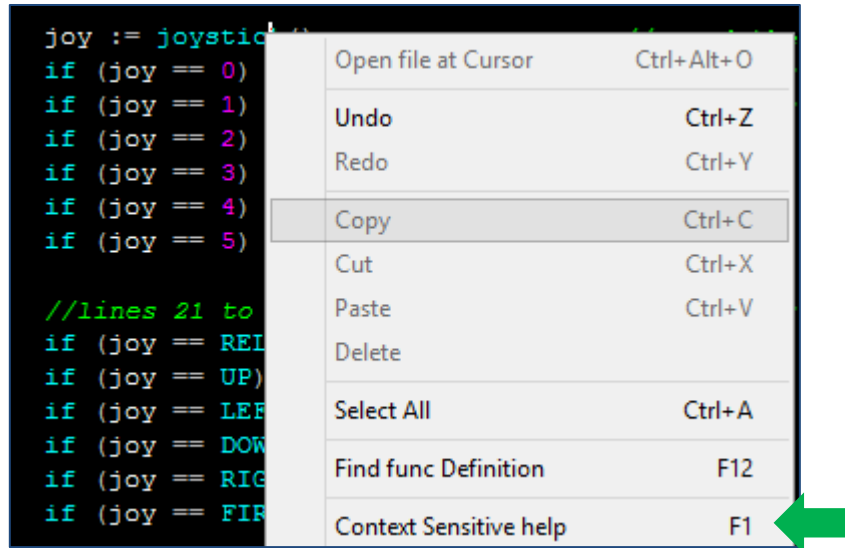 joy := joystic
if (joy == 0)
if (joy == 1)
if (joy == 2)
if (joy == 3)
if (joy == 4)
if (joy == 5)
//lines 21 to
if (joy == REL
if (joy == UP)
if (joy == LEF
if (joy == DOW
if (joy == RIG
if (joy == FIR
Open file at Cursor Ctrl+Alt+O
Undo Ctrl+Z
Redo Ctrl+Y
Copy Ctrl+C
Cut Ctrl+X
Paste Ctrl+V
Delete
Select All Ctrl+A
Find func Definition F12
Context Sensitive help F1